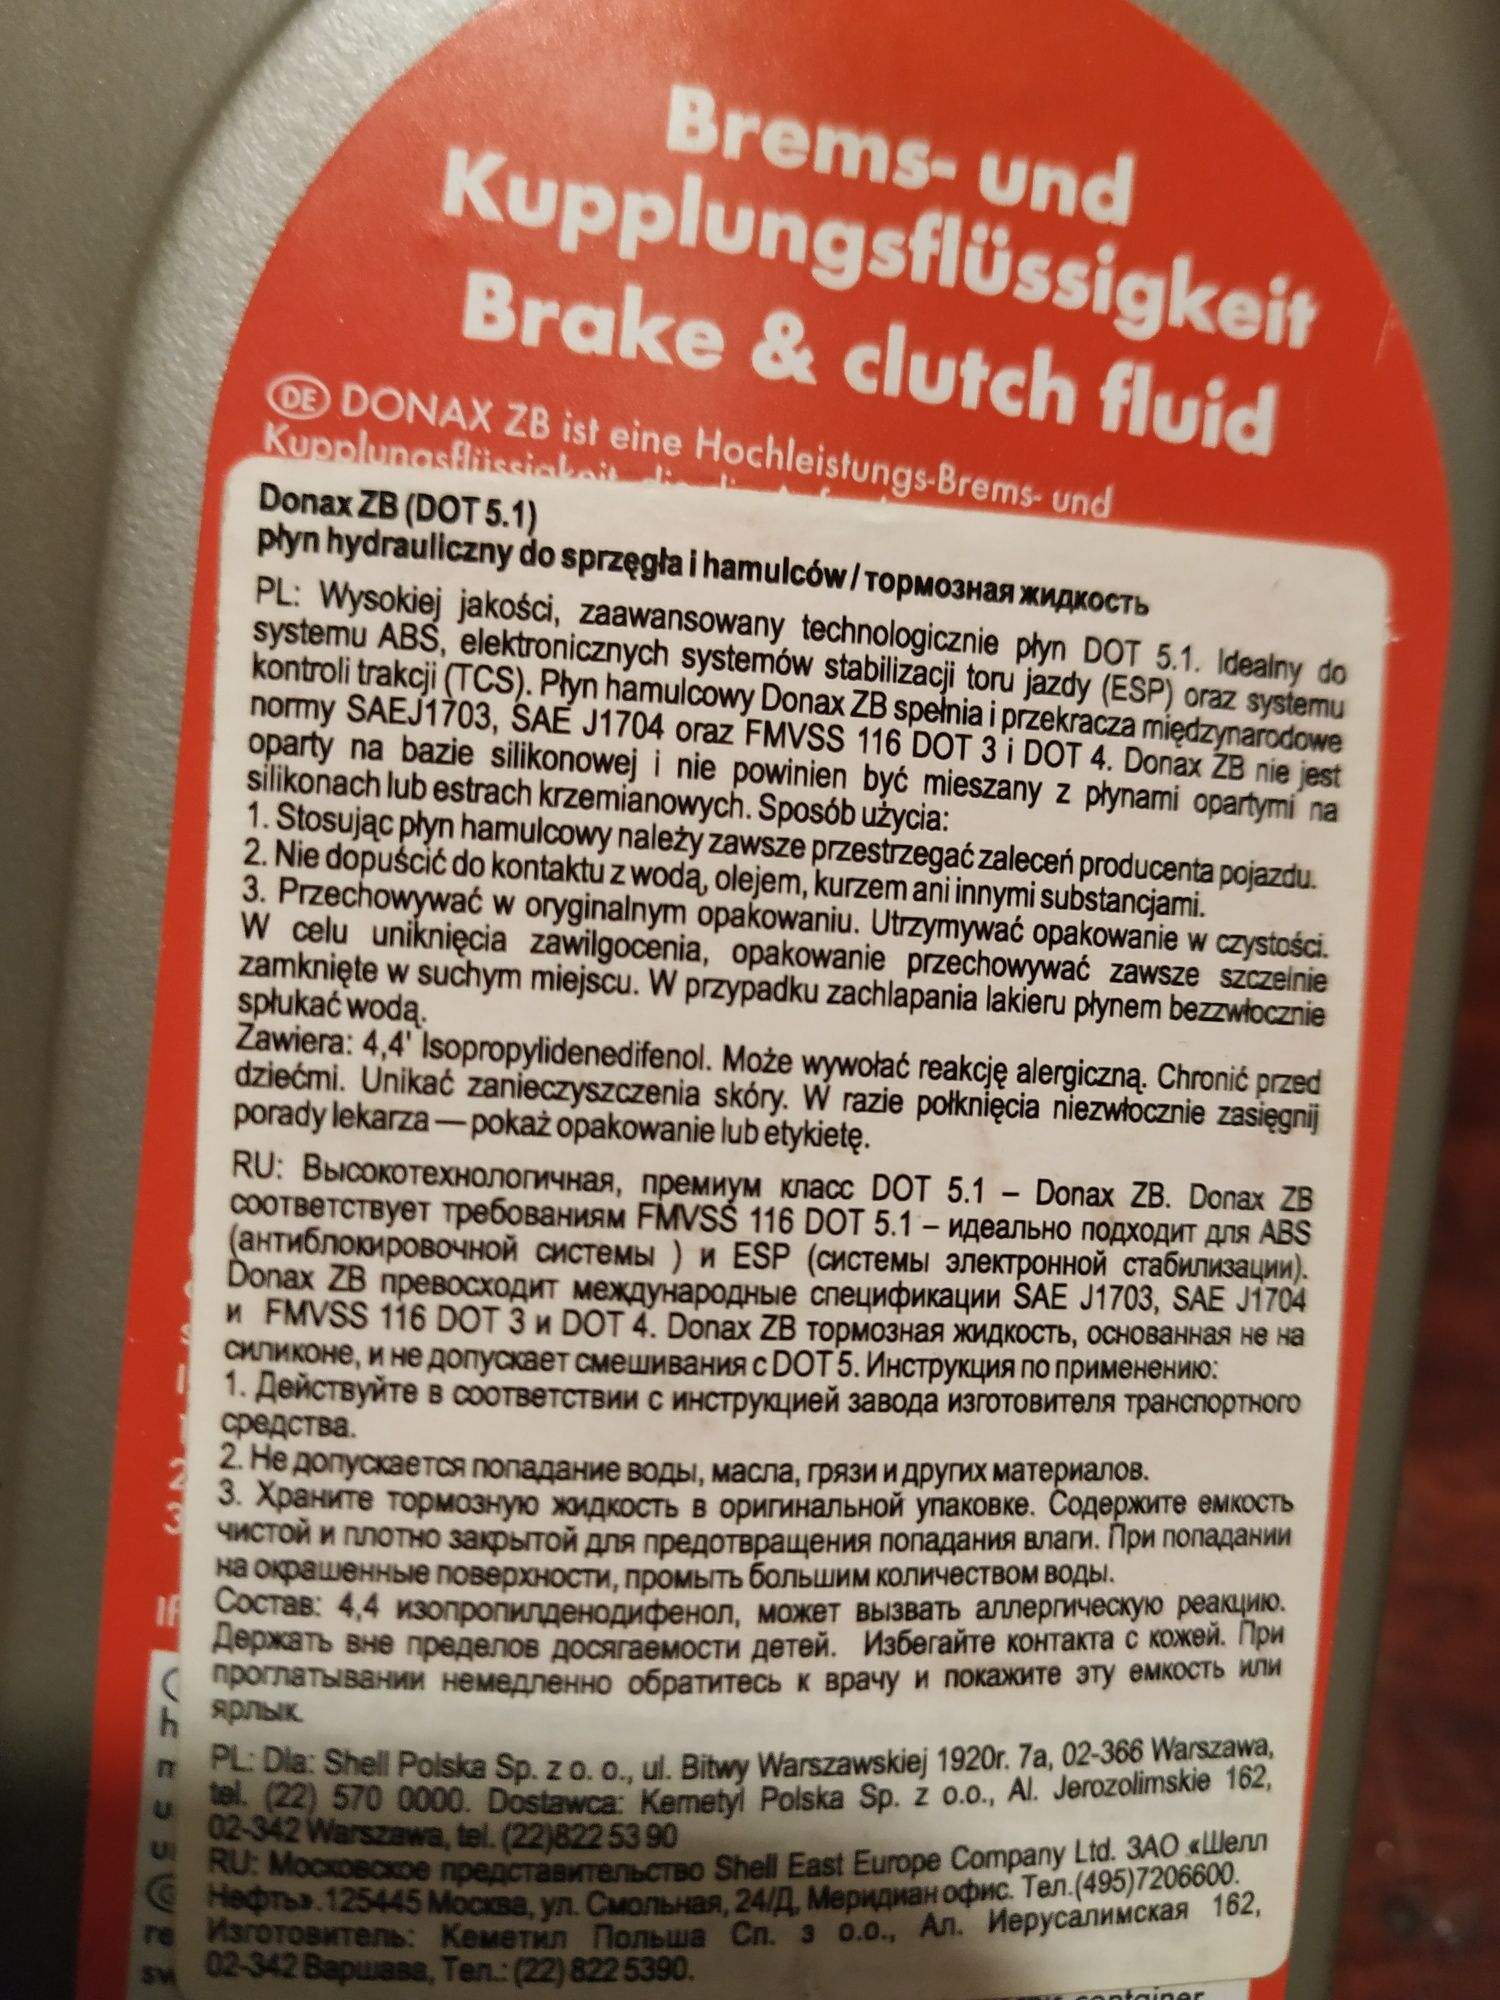 Brems- und
Kupplungsflüssigkeit
Brake & clutch fluid
DE DONAX ZB ist eine Hochleistungs-Brems- und
Kupplungsflüssigkeit, die
Donax ZB (DOT 5.1)
płyn hydrauliczny do sprzęgła i hamulców / тормозная жидкость
PL: Wysokiej jakości, zaawansowany technologicznie płyn DOT 5.1. Idealny do
systemu ABS, elektronicznych systemów stabilizacji toru jazdy (ESP) oraz systemu
kontroli trakcji (TCS). Płyn hamulcowy Donax ZB spełnia i przekracza międzynarodowe
normy SAEJ1703, SAE J1704 oraz FMVSS 116 DOT 3 i DOT 4. Donax ZB nie jest
oparty na bazie silikonowej i nie powinien być mieszany z płynami opartymi na
silikonach lub estrach krzemianowych. Sposób użycia:
1. Stosując płyn hamulcowy należy zawsze przestrzegać zaleceń producenta pojazdu.
2. Nie dopuścić do kontaktu z wodą, olejem, kurzem ani innymi substancjami.
3. Przechowywać w oryginalnym opakowaniu. Utrzymywać opakowanie w czystości.
W celu uniknięcia zawilgocenia, opakowanie przechowywać zawsze szczelnie
zamknięte w suchym miejscu. W przypadku zachlapania lakieru płynem bezzwłocznie
spłukać wodą.
Zawiera: 4,4' Isopropylidenedifenol. Może wywołać reakcję alergiczną. Chronić przed
dziećmi. Unikać zanieczyszczenia skóry. W razie połknięcia niezwłocznie zasięgnij
porady lekarza — pokaż opakowanie lub etykietę.
RU: Высокотехнологичная, премиум класс DOT 5.1 – Donax ZB. Donax ZB
соответствует требованиям FMVSS 116 DOT 5.1 – идеально подходит для ABS
(антиблокировочной системы ) и ESP (системы электронной стабилизации).
Donax ZB превосходит международные спецификации SAE J1703, SAE J1704
и FMVSS 116 DOT 3 и DOT 4. Donax ZB тормозная жидкость, основанная не на
силиконе, и не допускает смешивания с DOT 5. Инструкция по применению:
1. Действуйте в соответствии с инструкцией завода изготовителя транспортного
средства.
2. Не допускается попадание воды, масла, грязи и других материалов.
3. Храните тормозную жидкость в оригинальной упаковке. Содержите емкость
чистой и плотно закрытой для предотвращения попадания влаги. При попадании
на окрашенные поверхности, промыть большим количеством воды.
Состав: 4,4 изопропилденодифенол, может вызвать аллергическую реакцию.
Держать вне пределов досягаемости детей. Избегайте контакта с кожей. При
проглатывании немедленно обратитесь к врачу и покажите эту емкость или
ярлык.
PL: Dla: Shell Polska Sp. z o. o., ul. Bitwy Warszawskiej 1920r. 7a, 02-366 Warszawa,
tel. (22) 570 0000. Dostawca: Kemetyl Polska Sp. z o.o., Al. Jerozolimskie 162,
02-342 Warszawa, tel. (22)822 53 90
RU: Московское представительство Shell East Europe Company Ltd. ЗАО «Шелл
Нефть». 125445 Москва, ул. Смольная, 24/Д, Меридиан офис. Тел.(495)7206600.
Изготовитель: Кеметил Польша Сп. з о.о., Ал. Иерусалимская 162,
02-342 Варшава, Тел.: (22) 822 5390.
container